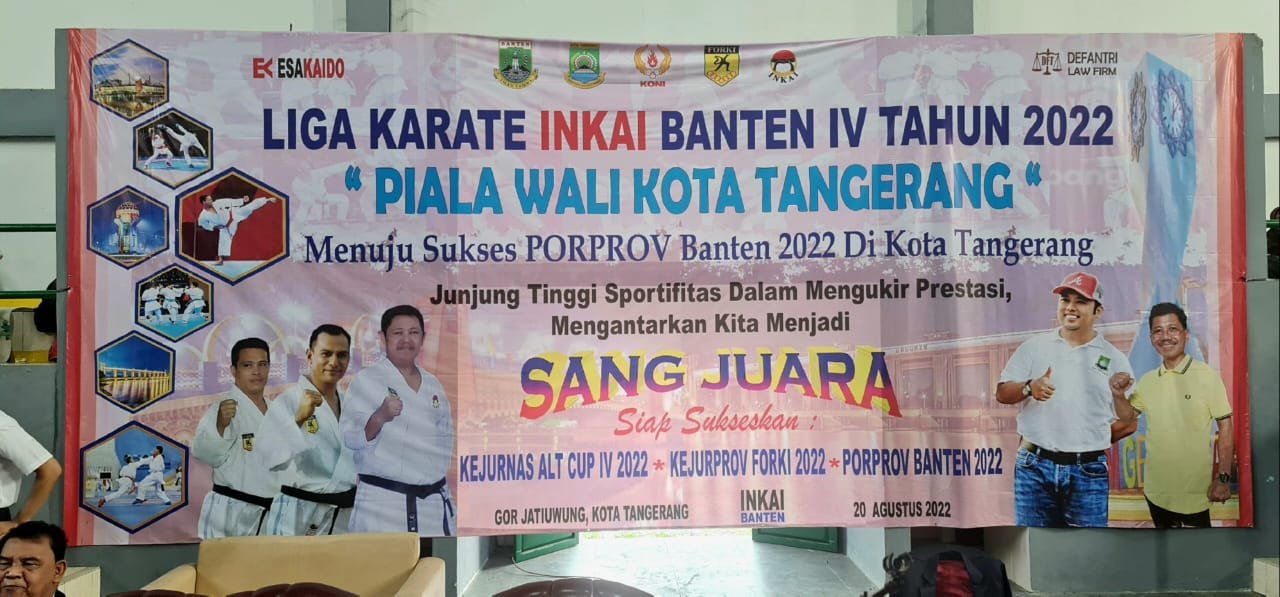 ESAKAIDO
BANTEN
KONI
FORKI
INKAI
DFT
DEFANTRI
LAW FIRM
LIGA KARATE INKAI BANTEN IV TAHUN 2022
“ PIALA WALI KOTA TANGERANG “
Menuju Sukses PORPROV Banten 2022 Di Kota Tangerang
Junjung Tinggi Sportifitas Dalam Mengukir Prestasi,
Mengantarkan Kita Menjadi
SANG JUARA
Siap Sukseskan :
KEJURNAS ALT CUP IV 2022 * KEJURPROV FORKI 2022 * PORPROV BANTEN 2022
GOR JATIUWUNG, KOTA TANGERANG
INKAI
BANTEN
20 AGUSTUS 2022